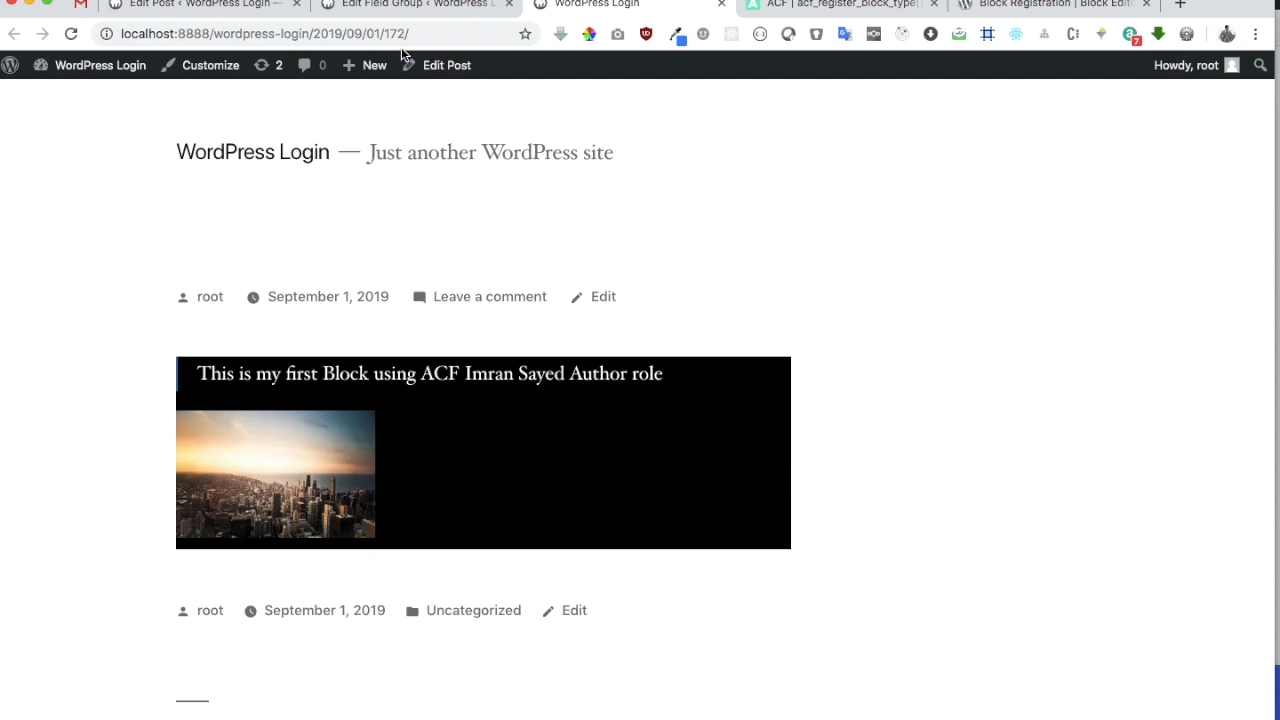 Edit Post ‹ WordPress Login — Edit Field Group ‹ WordPress L WordPress Login ACF | acf_register_block_type() Block Registration | Block Edit
localhost:8888/wordpress-login/2019/09/01/172/ 7
WordPress Login Customize 2 0 New Edit Post Howdy, root
WordPress Login — Just another WordPress site
root September 1, 2019 Leave a comment Edit
This is my first Block using ACF Imran Sayed Author role
root September 1, 2019 Uncategorized Edit